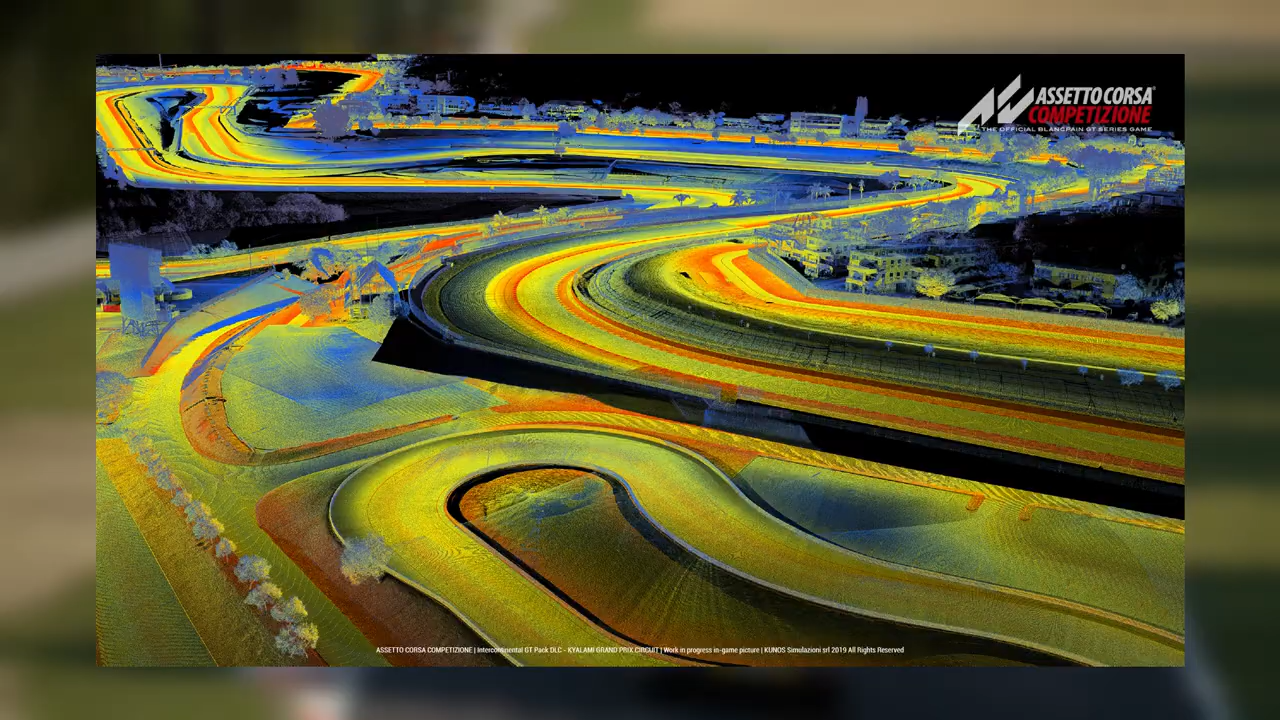 ASSETTO CORSA
COMPETIZIONE
THE OFFICIAL BLANCPAIN GT SERIES GAME
ASSETTO CORSA COMPETIZIONE | Intercontinental GT Pack DLC - KYALAMI GRAND PRIX CIRCUIT | Work in progress in-game picture | KUNOS Simulazioni srl 2019 All Rights Reserved